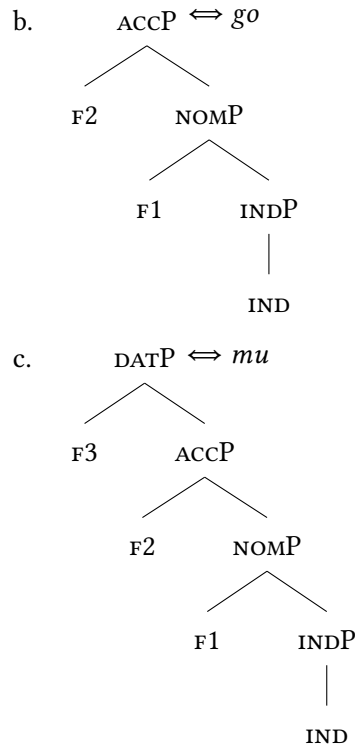 b. ACCP ⇔ go
F2 NOMP
F1 INDP
IND
c. DATP ⇔ mu
F3 ACCP
F2 NOMP
F1 INDP
IND